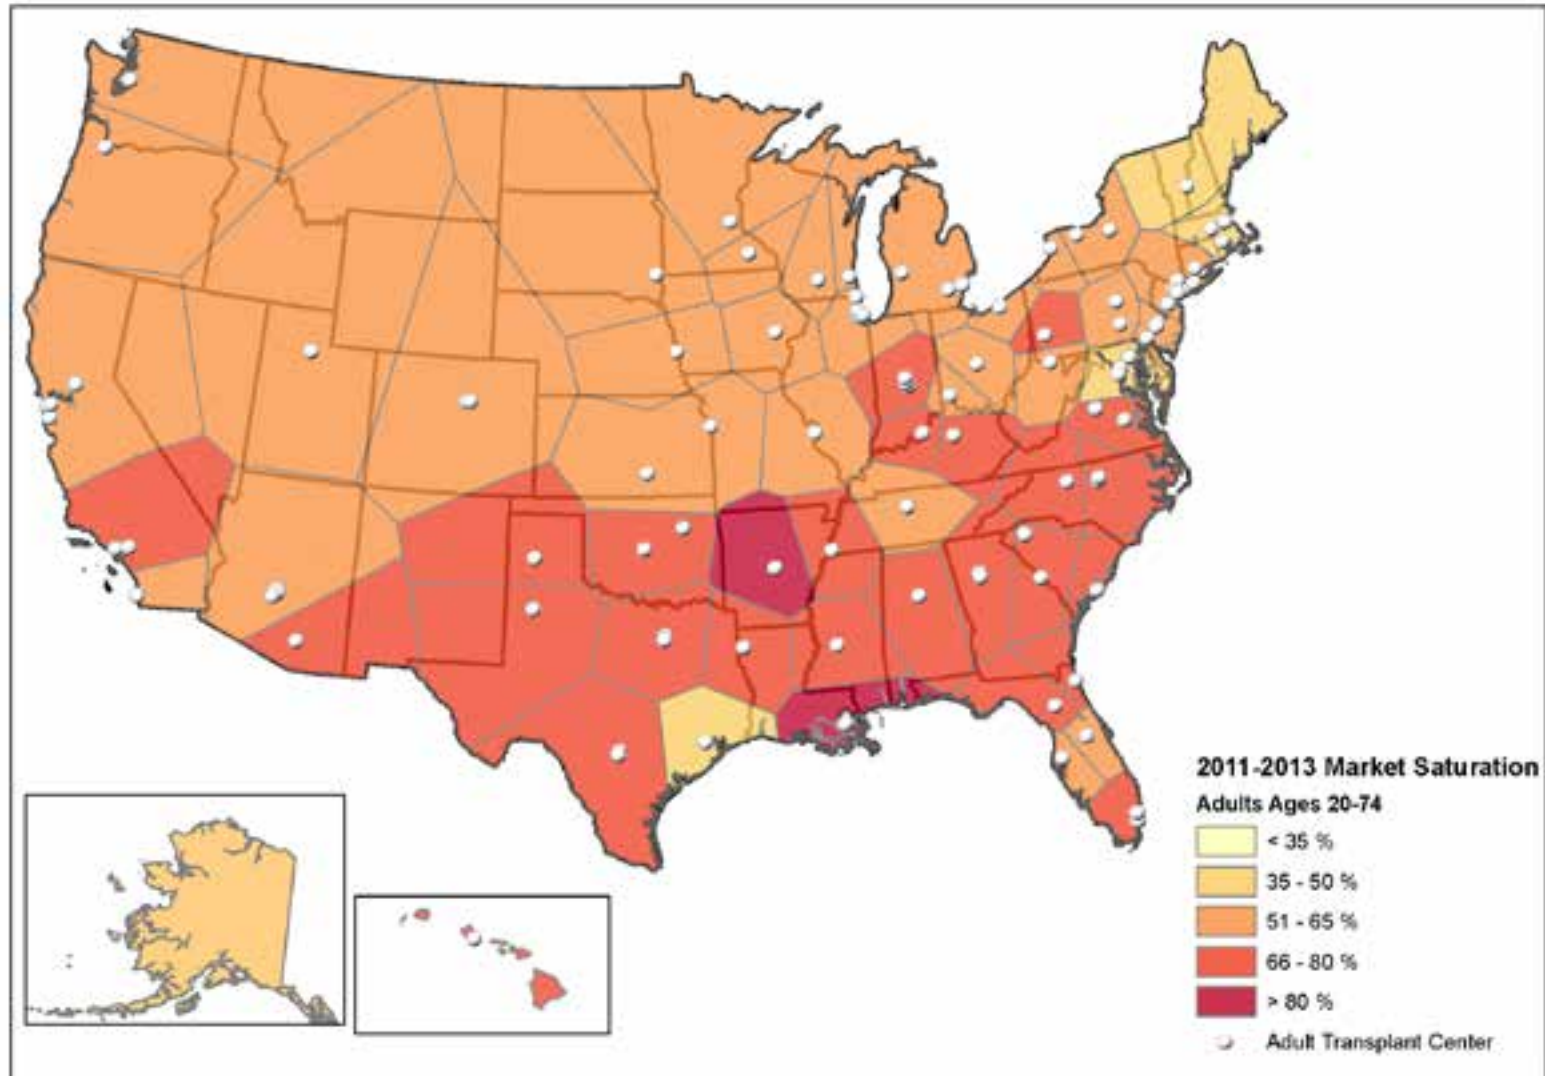 2011-2013 Market Saturation
Adults Ages 20-74
< 35 %
35 - 50 %
51 - 65 %
66 - 80 %
> 80 %
Adult Transplant Center